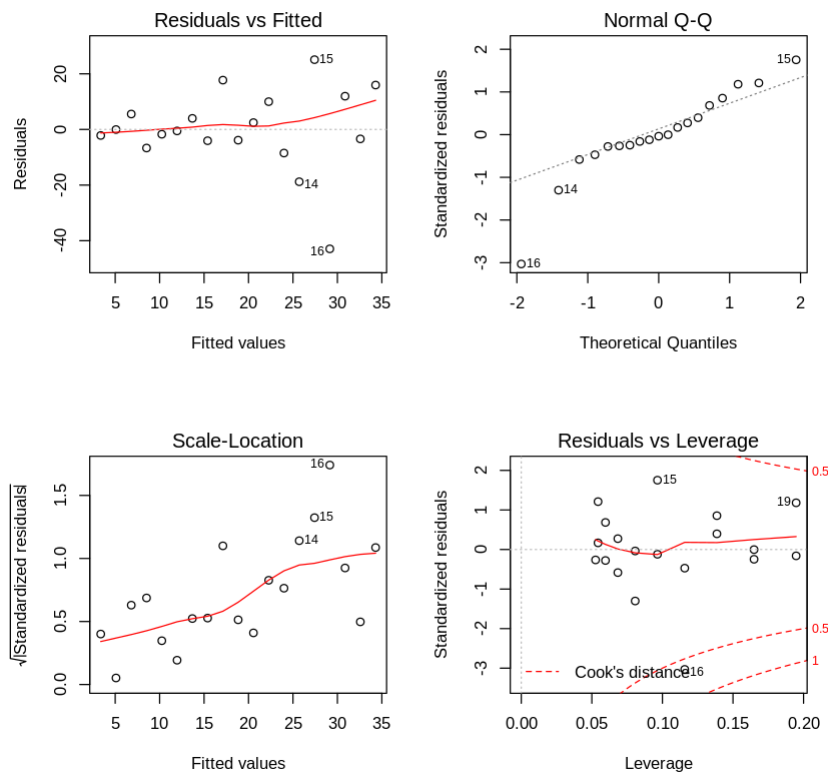 Residuals vs Fitted
Residuals
20
0
-20
-40
15
14
16
5 10 15 20 25 30 35
Fitted values
Normal Q-Q
Standardized residuals
2
1
0
-1
-2
-3
15
14
16
-2 -1 0 1 2
Theoretical Quantiles
Scale-Location
√|Standardized residuals|
1.5
1.0
0.5
0.0
16
15
14
5 10 15 20 25 30 35
Fitted values
Residuals vs Leverage
Standardized residuals
2
1
0
-1
-2
-3
0.5
15
19
0.5
1
Cook's distance
16
0.00 0.05 0.10 0.15 0.20
Leverage